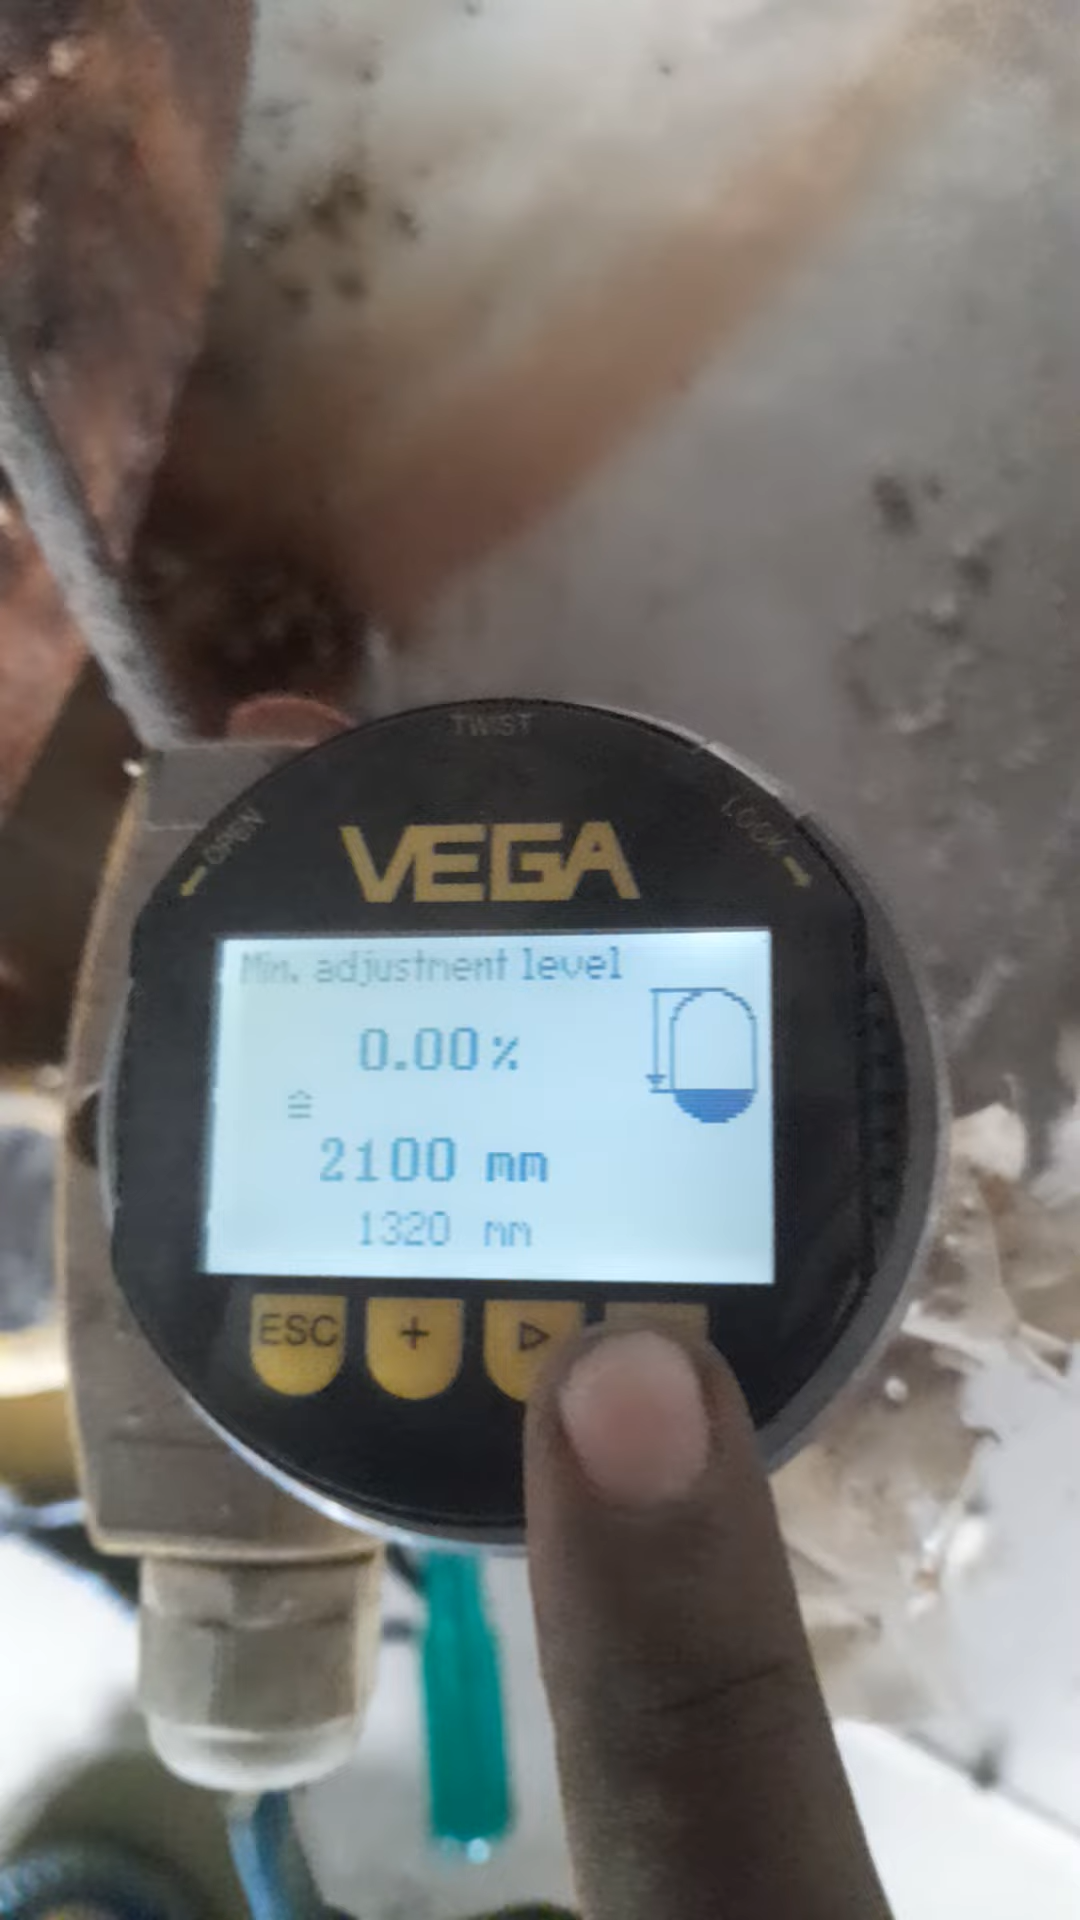 TWIST
OPEN
LOCK
VEGA
Min. adjustment level
0.00%
≙
2100 mm
1320 mm
ESC + ▷